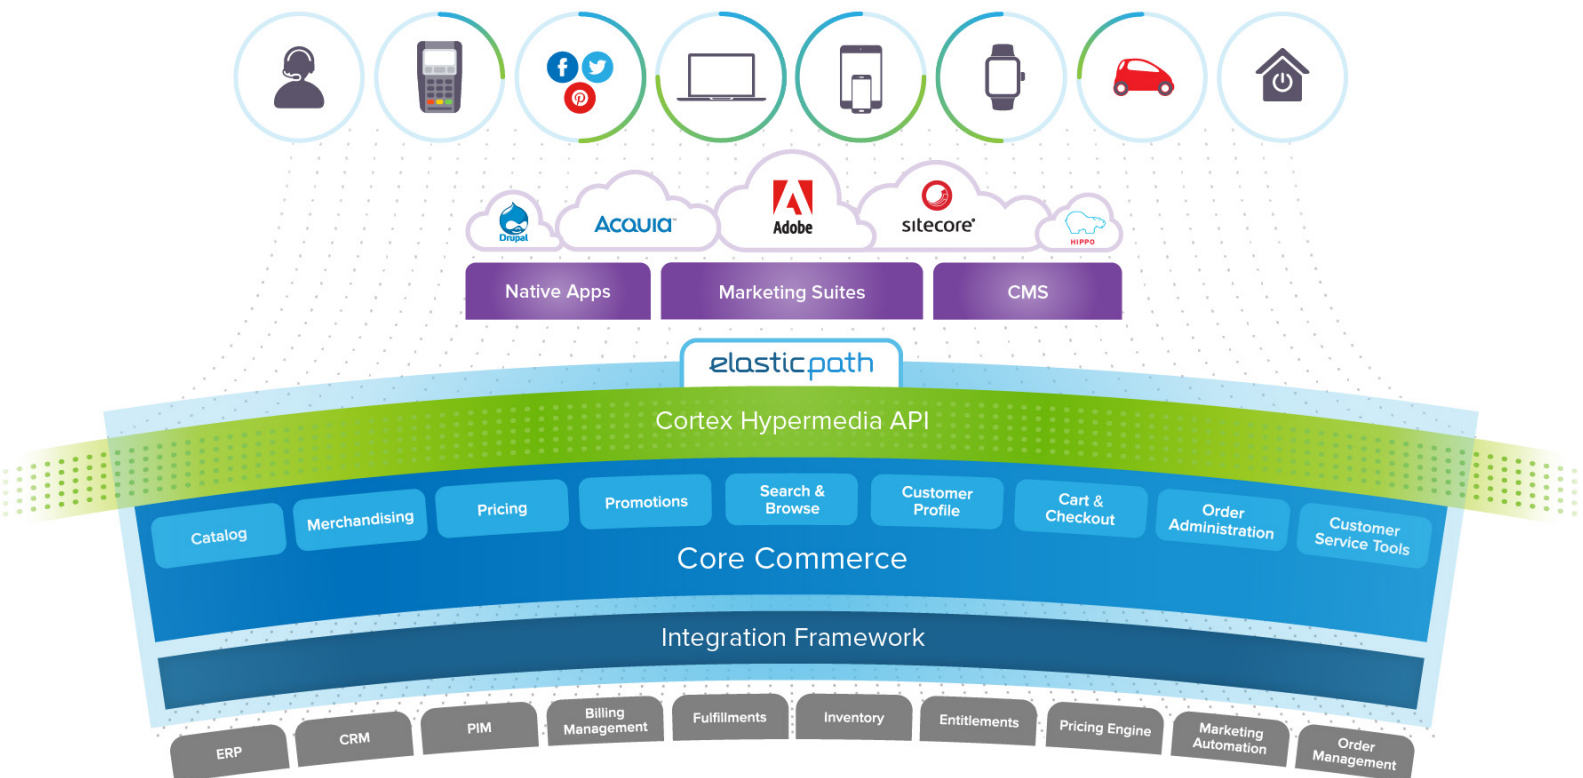 Drupal
ACQUIA
Adobe
sitecore
HIPPO
Native Apps
Marketing Suites
CMS
elasticpath
Cortex Hypermedia API
Catalog
Merchandising
Pricing
Promotions
Search &
Browse
Customer
Profile
Cart &
Checkout
Order
Administration
Customer
Service Tools
Core Commerce
Integration Framework
ERP
CRM
PIM
Billing
Management
Fulfillments
Inventory
Entitlements
Pricing Engine
Marketing
Automation
Order
Management